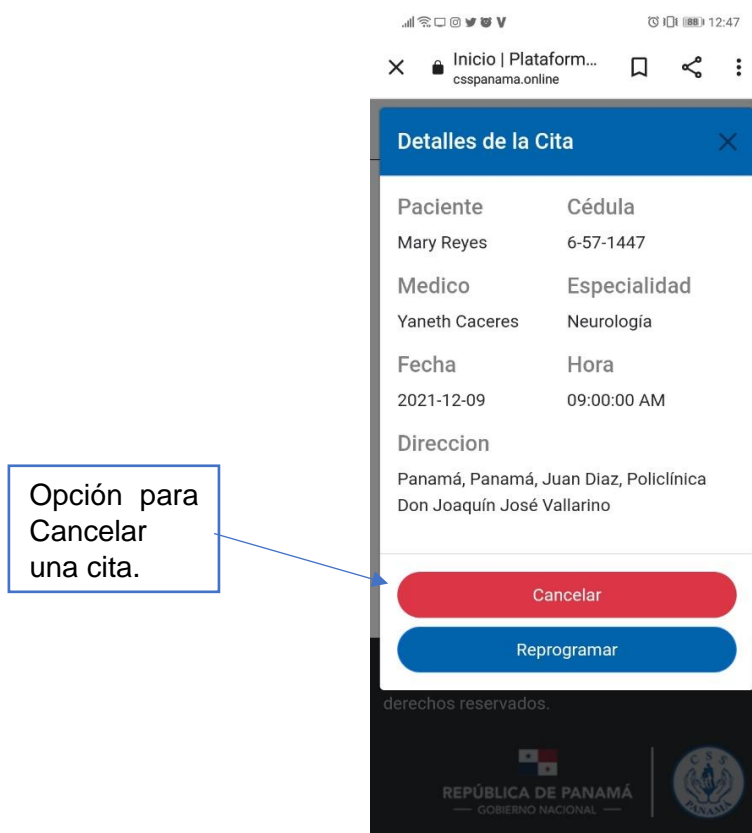 12:47
Inicio | Plataform...
csspanama.online
Detalles de la Cita
Paciente Cédula
Mary Reyes 6-57-1447
Medico Especialidad
Yaneth Caceres Neurología
Fecha Hora
2021-12-09 09:00:00 AM
Direccion
Panamá, Panamá, Juan Diaz, Policlínica
Don Joaquín José Vallarino
Opción para
Cancelar
una cita.
Cancelar
Reprogramar
derechos reservados.
REPÚBLICA DE PANAMÁ
— GOBIERNO NACIONAL —
CSS
PANAMÁ